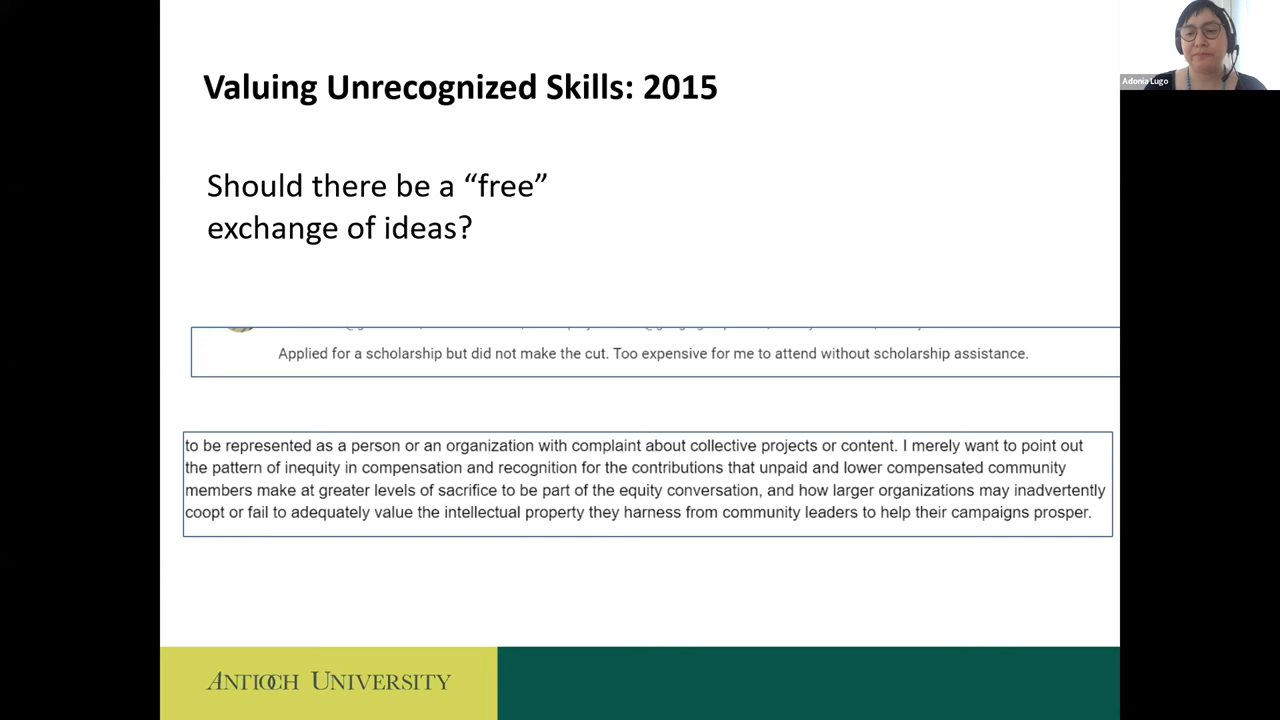 Adonia Lugo
Valuing Unrecognized Skills: 2015
Should there be a “free”
exchange of ideas?
Applied for a scholarship but did not make the cut. Too expensive for me to attend without scholarship assistance.
to be represented as a person or an organization with complaint about collective projects or content. I merely want to point out
the pattern of inequity in compensation and recognition for the contributions that unpaid and lower compensated community
members make at greater levels of sacrifice to be part of the equity conversation, and how larger organizations may inadvertently
coopt or fail to adequately value the intellectual property they harness from community leaders to help their campaigns prosper.
ANTIOCH UNIVERSITY